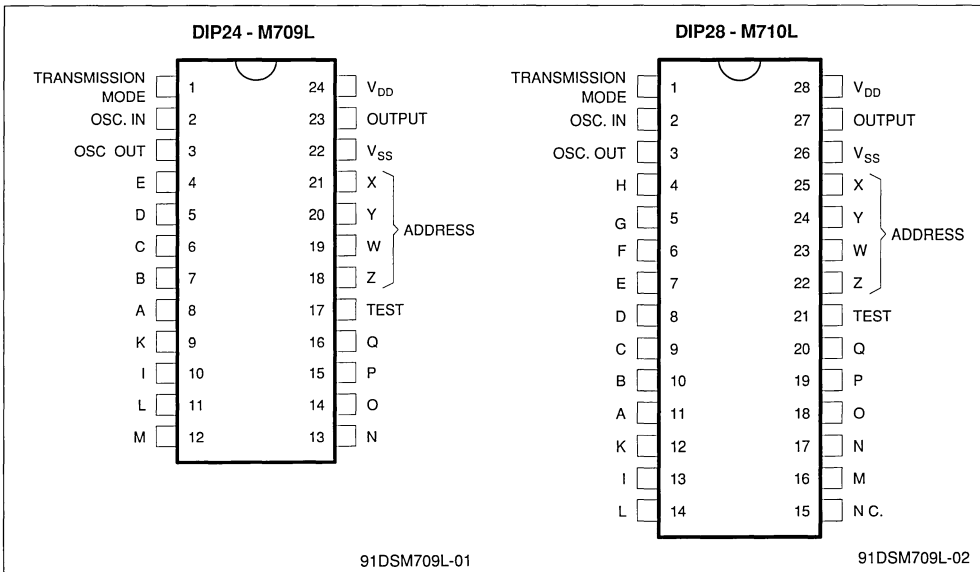 DIP24 - M709L
TRANSMISSION
MODE
1
24
VDD
OSC. IN
2
23
OUTPUT
OSC OUT
3
22
VSS
E
4
21
X
D
5
20
Y
C
6
19
W
B
7
18
Z
ADDRESS
A
8
17
TEST
K
9
16
Q
I
10
15
P
L
11
14
O
M
12
13
N
91DSM709L-01
DIP28 - M710L
TRANSMISSION
MODE
1
28
VDD
OSC. IN
2
27
OUTPUT
OSC. OUT
3
26
VSS
H
4
25
X
G
5
24
Y
F
6
23
W
E
7
22
Z
ADDRESS
D
8
21
TEST
C
9
20
Q
B
10
19
P
A
11
18
O
K
12
17
N
I
13
16
M
L
14
15
N C.
91DSM709L-02